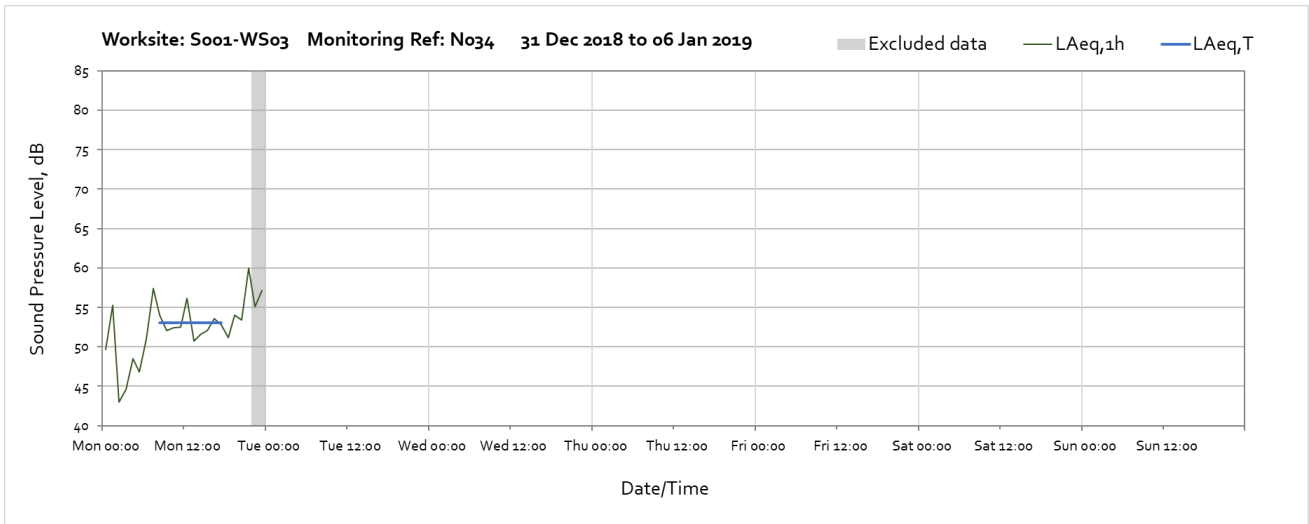 Worksite: S001-WS03 Monitoring Ref: N034 31 Dec 2018 to 06 Jan 2019
Excluded data LAeq,1h LAeq,T
85
80
75
70
65
60
55
50
45
40
Sound Pressure Level, dB
Mon 00:00 Mon 12:00 Tue 00:00 Tue 12:00 Wed 00:00 Wed 12:00 Thu 00:00 Thu 12:00 Fri 00:00 Fri 12:00 Sat 00:00 Sat 12:00 Sun 00:00 Sun 12:00
Date/Time